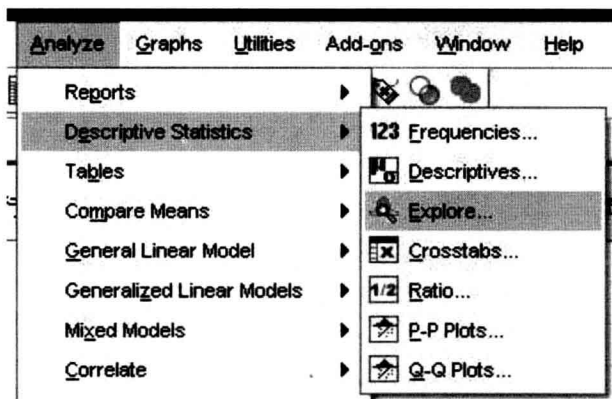 Analyze Graphs Utilities Add-ons Window Help
Reports
Descriptive Statistics
Tables
Compare Means
General Linear Model
Generalized Linear Models
Mixed Models
Correlate
123 Frequencies...
Descriptives...
Explore...
Crosstabs...
1/2 Ratio...
P-P Plots...
Q-Q Plots...